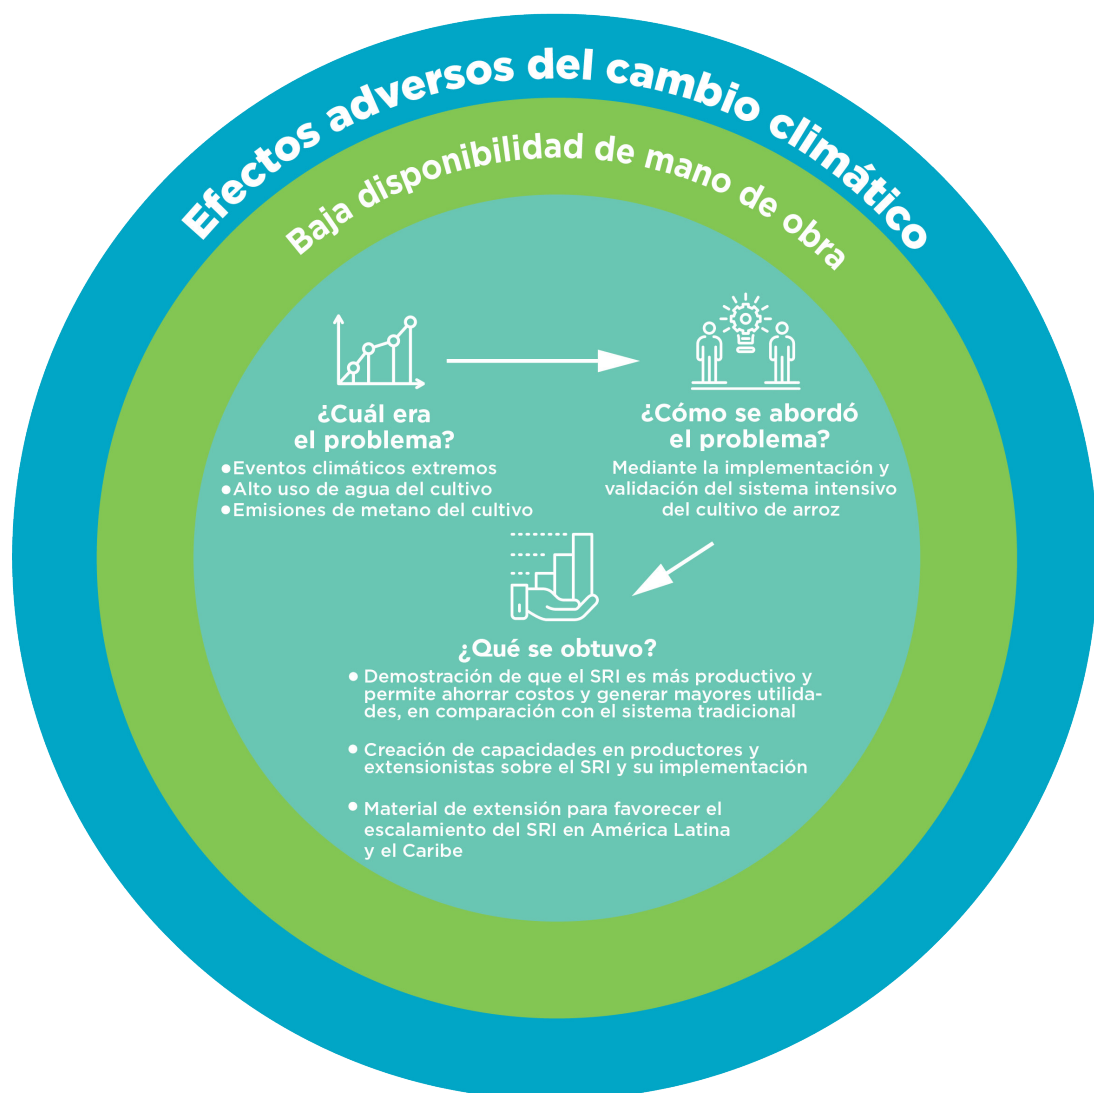 Efectos adversos del cambio climático
Baja disponibilidad de mano de obra
¿Cuál era
el problema?
● Eventos climáticos extremos
● Alto uso de agua del cultivo
● Emisiones de metano del cultivo
¿Cómo se abordó
el problema?
Mediante la implementación y
validación del sistema intensivo
del cultivo de arroz
¿Qué se obtuvo?
● Demostración de que el SRI es más productivo y
permite ahorrar costos y generar mayores utilida-
des, en comparación con el sistema tradicional
● Creación de capacidades en productores y
extensionistas sobre el SRI y su implementación
● Material de extensión para favorecer el
escalamiento del SRI en América Latina
y el Caribe